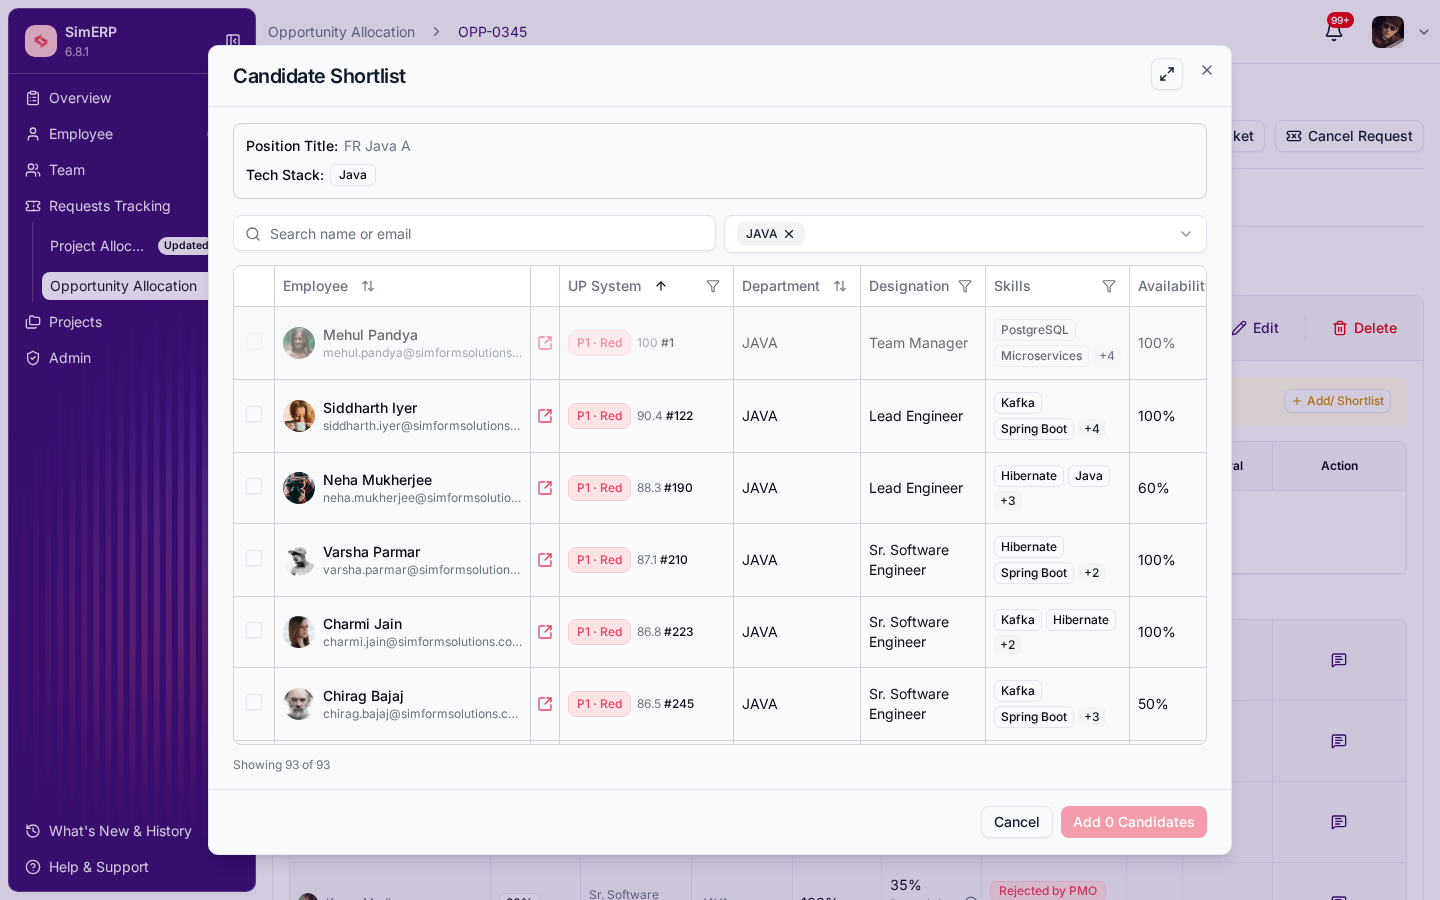 SimERP
6.8.1
Overview
Employee
Team
Requests Tracking
Project Alloc...
Updated
Opportunity Allocation
Projects
Admin
What's New & History
Help & Support
Opportunity Allocation
OPP-0345
99+
ket
Cancel Request
Edit
Delete
+ Add/ Shortlist
Action
Candidate Shortlist
Position Title: FR Java A
Tech Stack: Java
Search name or email
JAVA
Employee
UP System
Department
Designation
Skills
Mehul Pandya
mehul.pandya@simformsolutions...
P1 · Red
100 #1
JAVA
Team Manager
PostgreSQL
Microservices
+4
100%
Siddharth Iyer
siddharth.iyer@simformsolutions...
P1 · Red
90.4 #122
JAVA
Lead Engineer
Kafka
Spring Boot
+4
100%
Neha Mukherjee
neha.mukherjee@simformsolutio...
P1 · Red
88.3 #190
JAVA
Lead Engineer
Hibernate
Java
+3
60%
Varsha Parmar
varsha.parmar@simformsolution...
P1 · Red
87.1 #210
JAVA
Sr. Software
Engineer
Hibernate
Spring Boot
+2
100%
Charmi Jain
charmi.jain@simformsolutions.co...
P1 · Red
86.8 #223
JAVA
Sr. Software
Engineer
Kafka
Hibernate
+2
100%
Chirag Bajaj
chirag.bajaj@simformsolutions.c...
P1 · Red
86.5 #245
JAVA
Sr. Software
Engineer
Kafka
Spring Boot
+3
50%
Showing 93 of 93
Cancel
Add 0 Candidates
Sr. Software
35%
Rejected by PMO